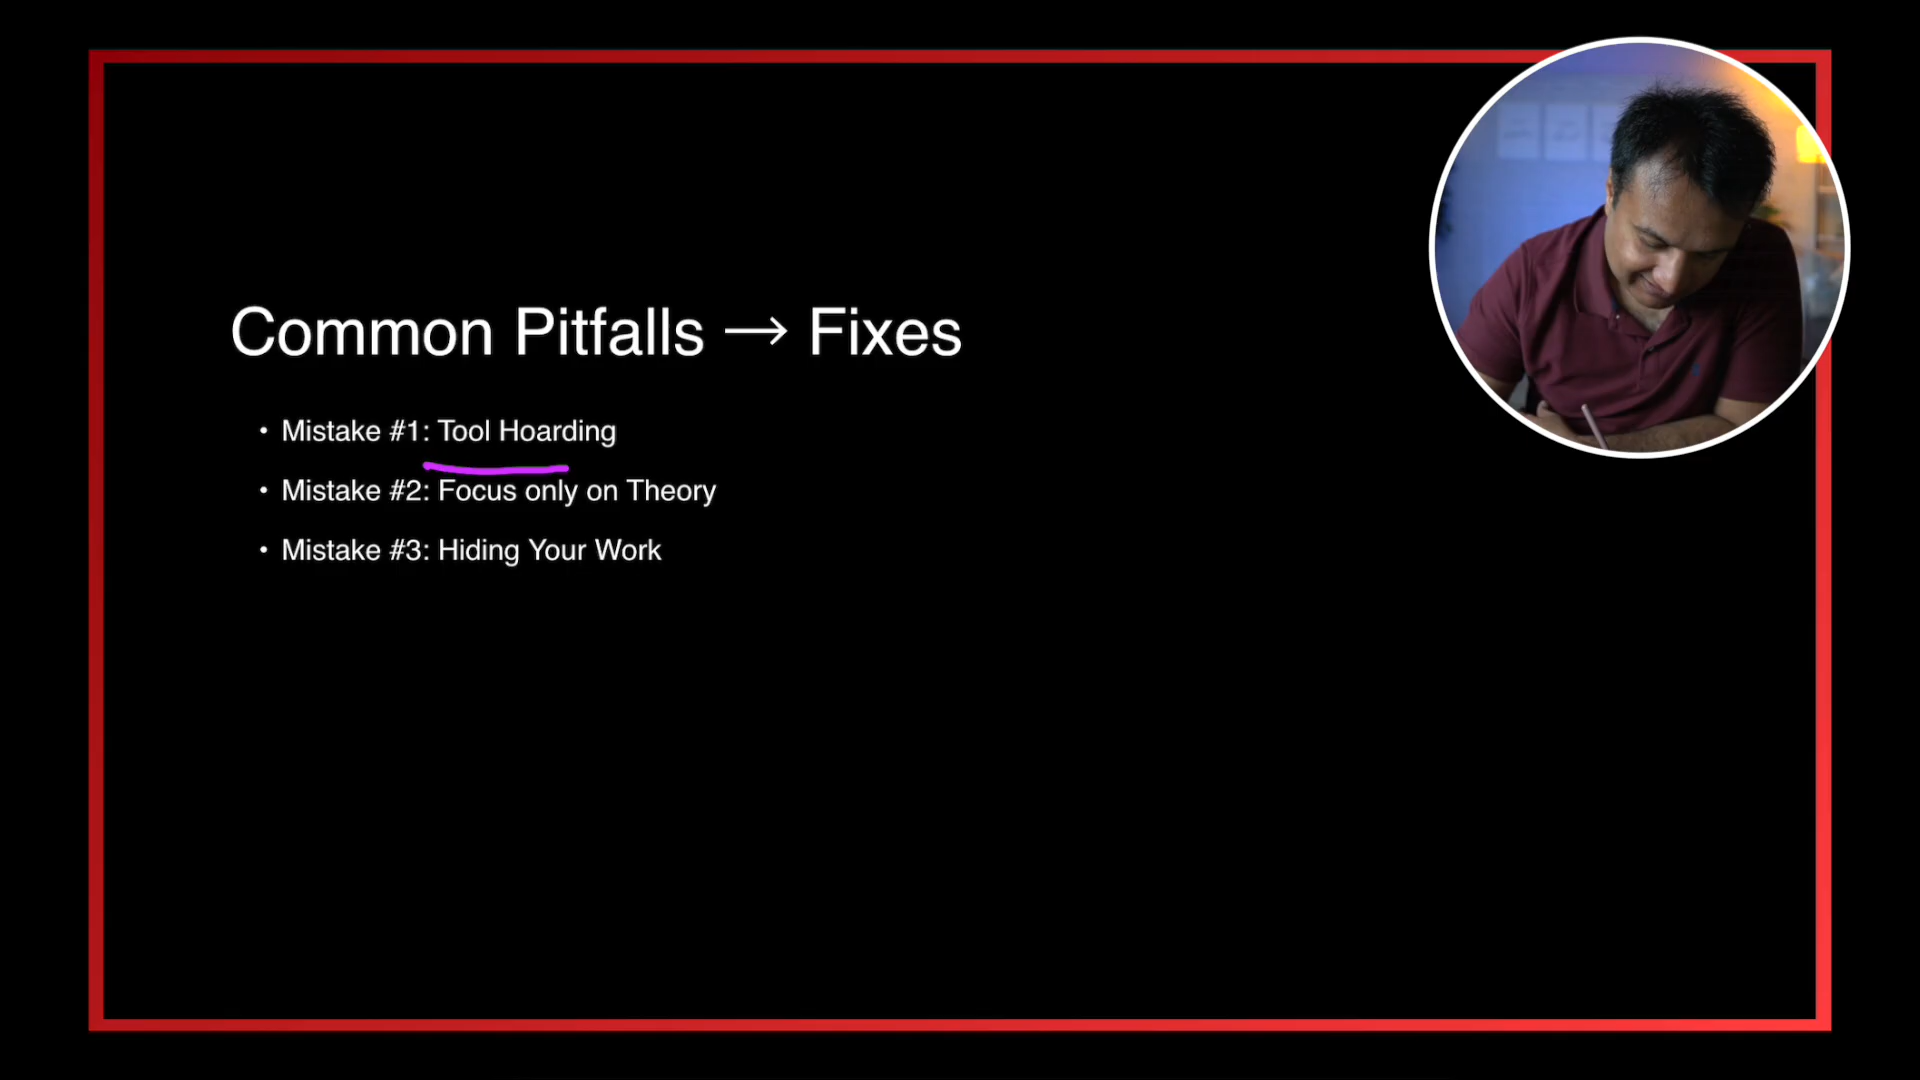 Common Pitfalls → Fixes
• Mistake #1: Tool Hoarding
• Mistake #2: Focus only on Theory
• Mistake #3: Hiding Your Work